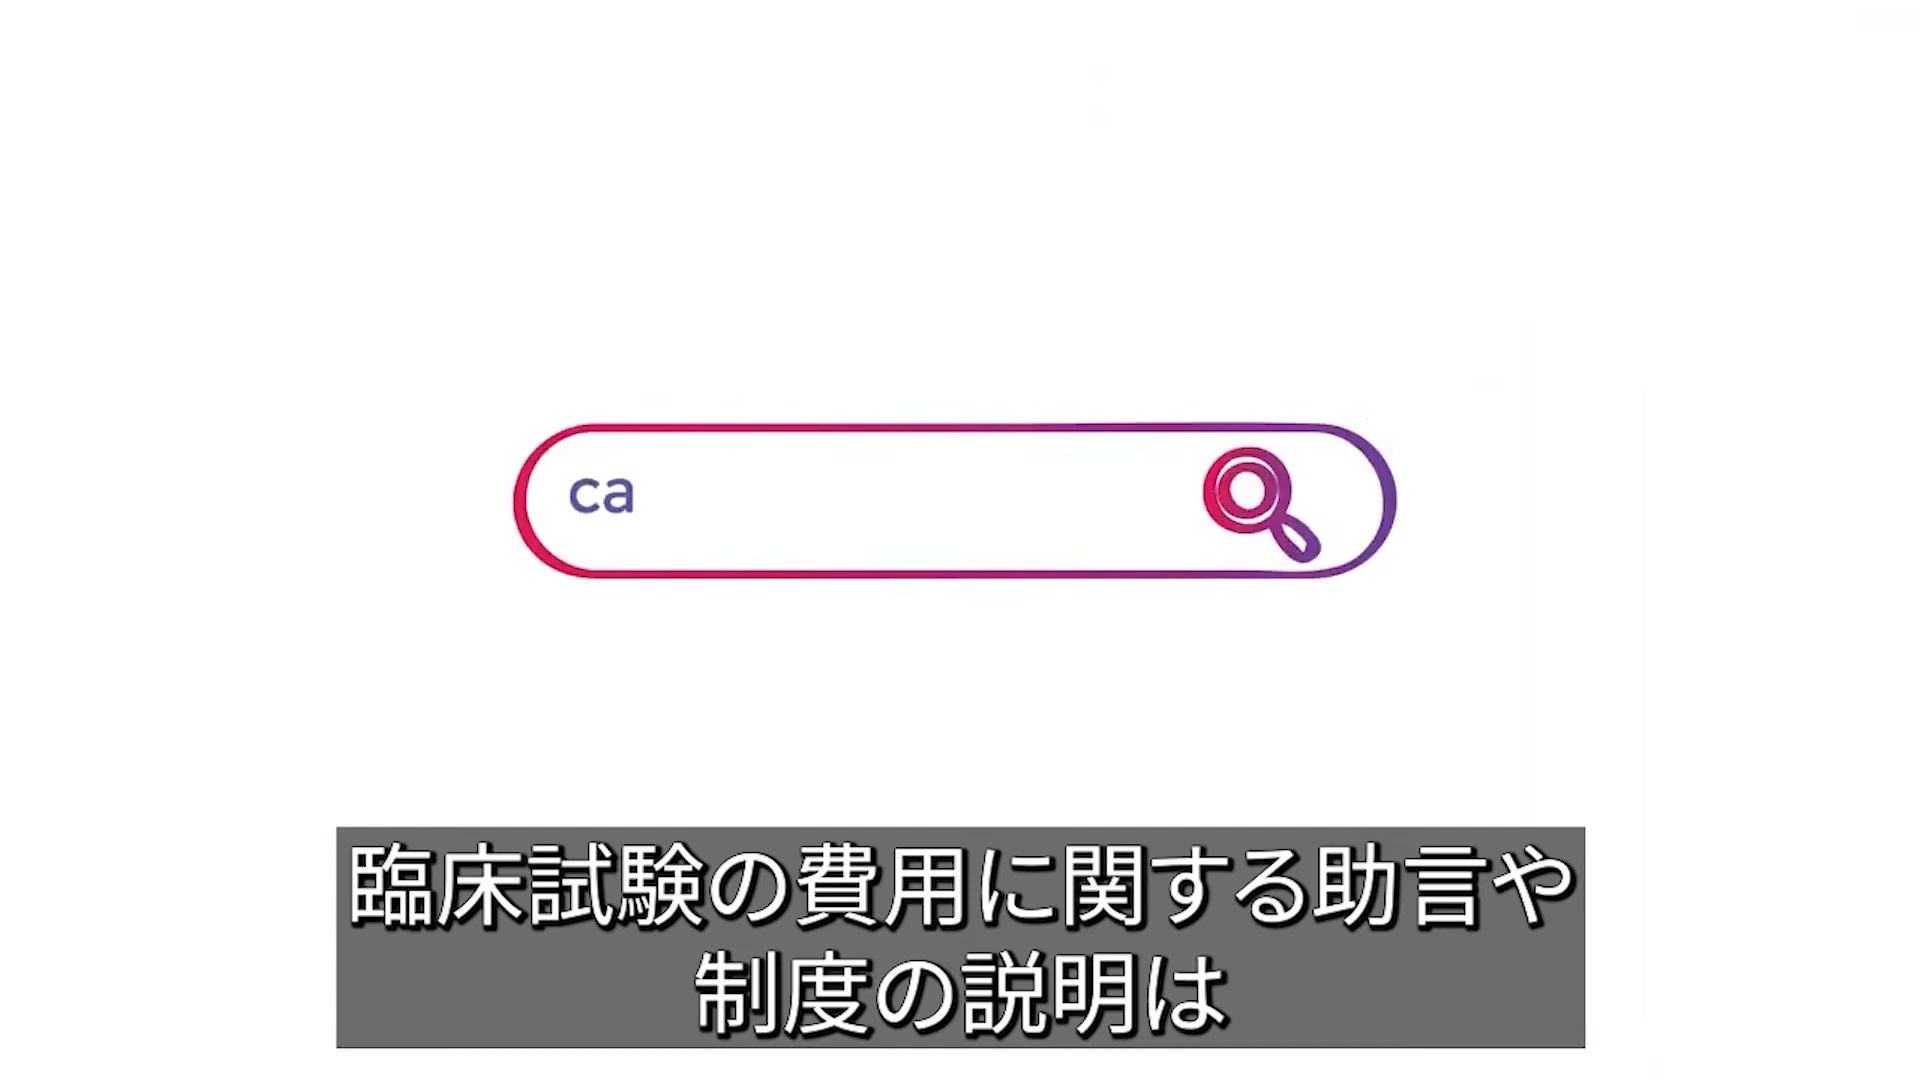 ca
臨床試験の費用に関する助言や
制度の説明は